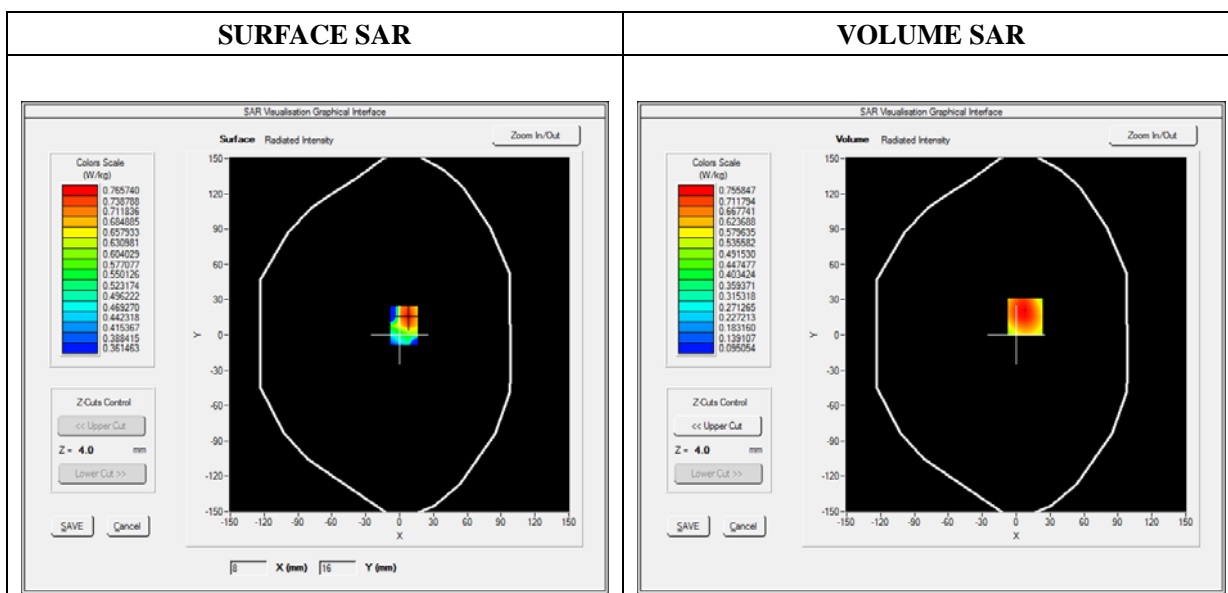 SURFACE SAR
VOLUME SAR
SAR Visualisation Graphical Interface
Surface Radiated Intensity
Zoom In/Out
Colors Scale
(W/kg)
0.765740
0.738788
0.711836
0.684885
0.657933
0.630981
0.604029
0.577077
0.550126
0.523174
0.496222
0.469270
0.442318
0.415367
0.388415
0.361463
Z-Cuts Control
<< Upper Cut
Z = 4.0 mm
Lower Cut >>
SAVE Cancel
150
120
90
60
30
0
-30
-60
-90
-120
-150
Y
-150 -120 -90 -60 -30 0 30 60 90 120 150
X
8 X (mm) 16 Y (mm)
SAR Visualisation Graphical Interface
Volume Radiated Intensity
Zoom In/Out
Colors Scale
(W/kg)
0.755847
0.711794
0.667741
0.623688
0.579635
0.535582
0.491530
0.447477
0.403424
0.359371
0.315318
0.271265
0.227213
0.183160
0.139107
0.095054
Z-Cuts Control
<< Upper Cut
Z = 4.0 mm
Lower Cut >>
SAVE Cancel
150
120
90
60
30
0
-30
-60
-90
-120
-150
Y
-150 -120 -90 -60 -30 0 30 60 90 120 150
X